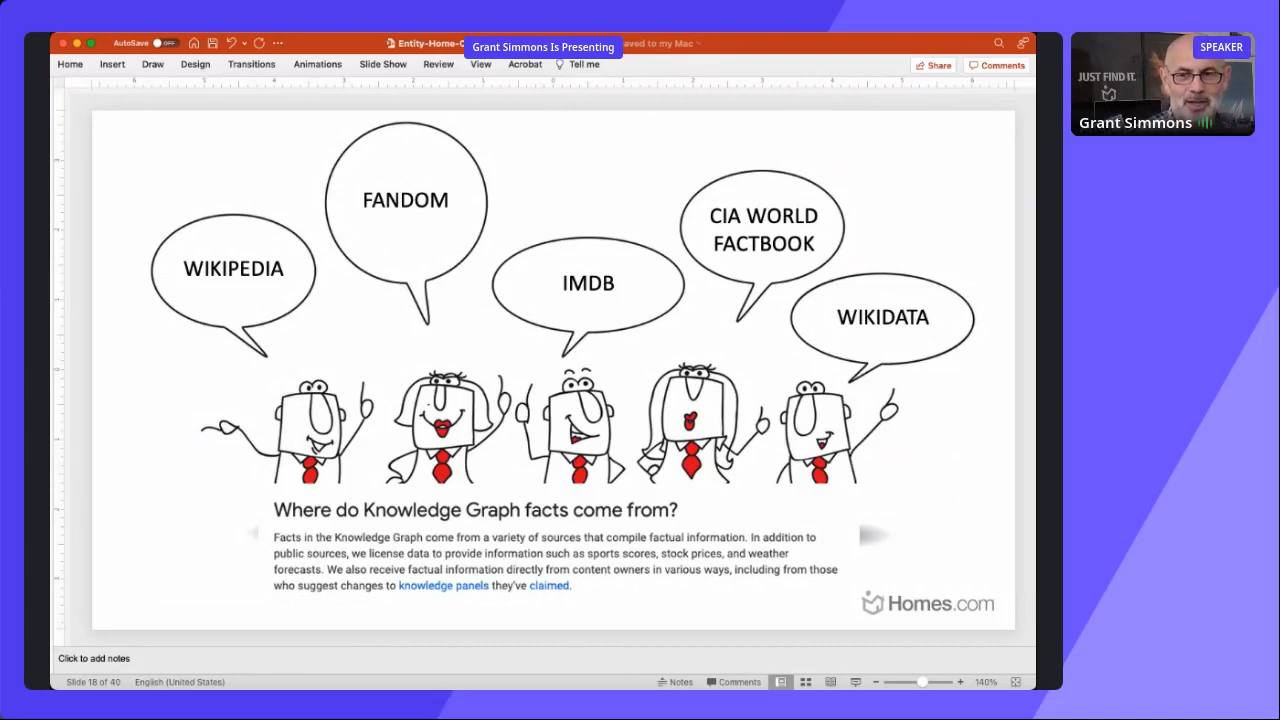 AutoSave
OFF
Entity-Home-C
Grant Simmons Is Presenting
aved to my Mac
Home
Insert
Draw
Design
Transitions
Animations
Slide Show
Review
View
Acrobat
Tell me
Share
Comments
SPEAKER
JUST FIND IT.
Grant Simmons
FANDOM
CIA WORLD
FACTBOOK
WIKIPEDIA
IMDB
WIKIDATA
Where do Knowledge Graph facts come from?
Facts in the Knowledge Graph come from a variety of sources that compile factual information. In addition to
public sources, we license data to provide information such as sports scores, stock prices, and weather
forecasts. We also receive factual information directly from content owners in various ways, including from those
who suggest changes to knowledge panels they've claimed.
Homes.com
Click to add notes
Slide 18 of 40
English (United States)
Notes
Comments
140%